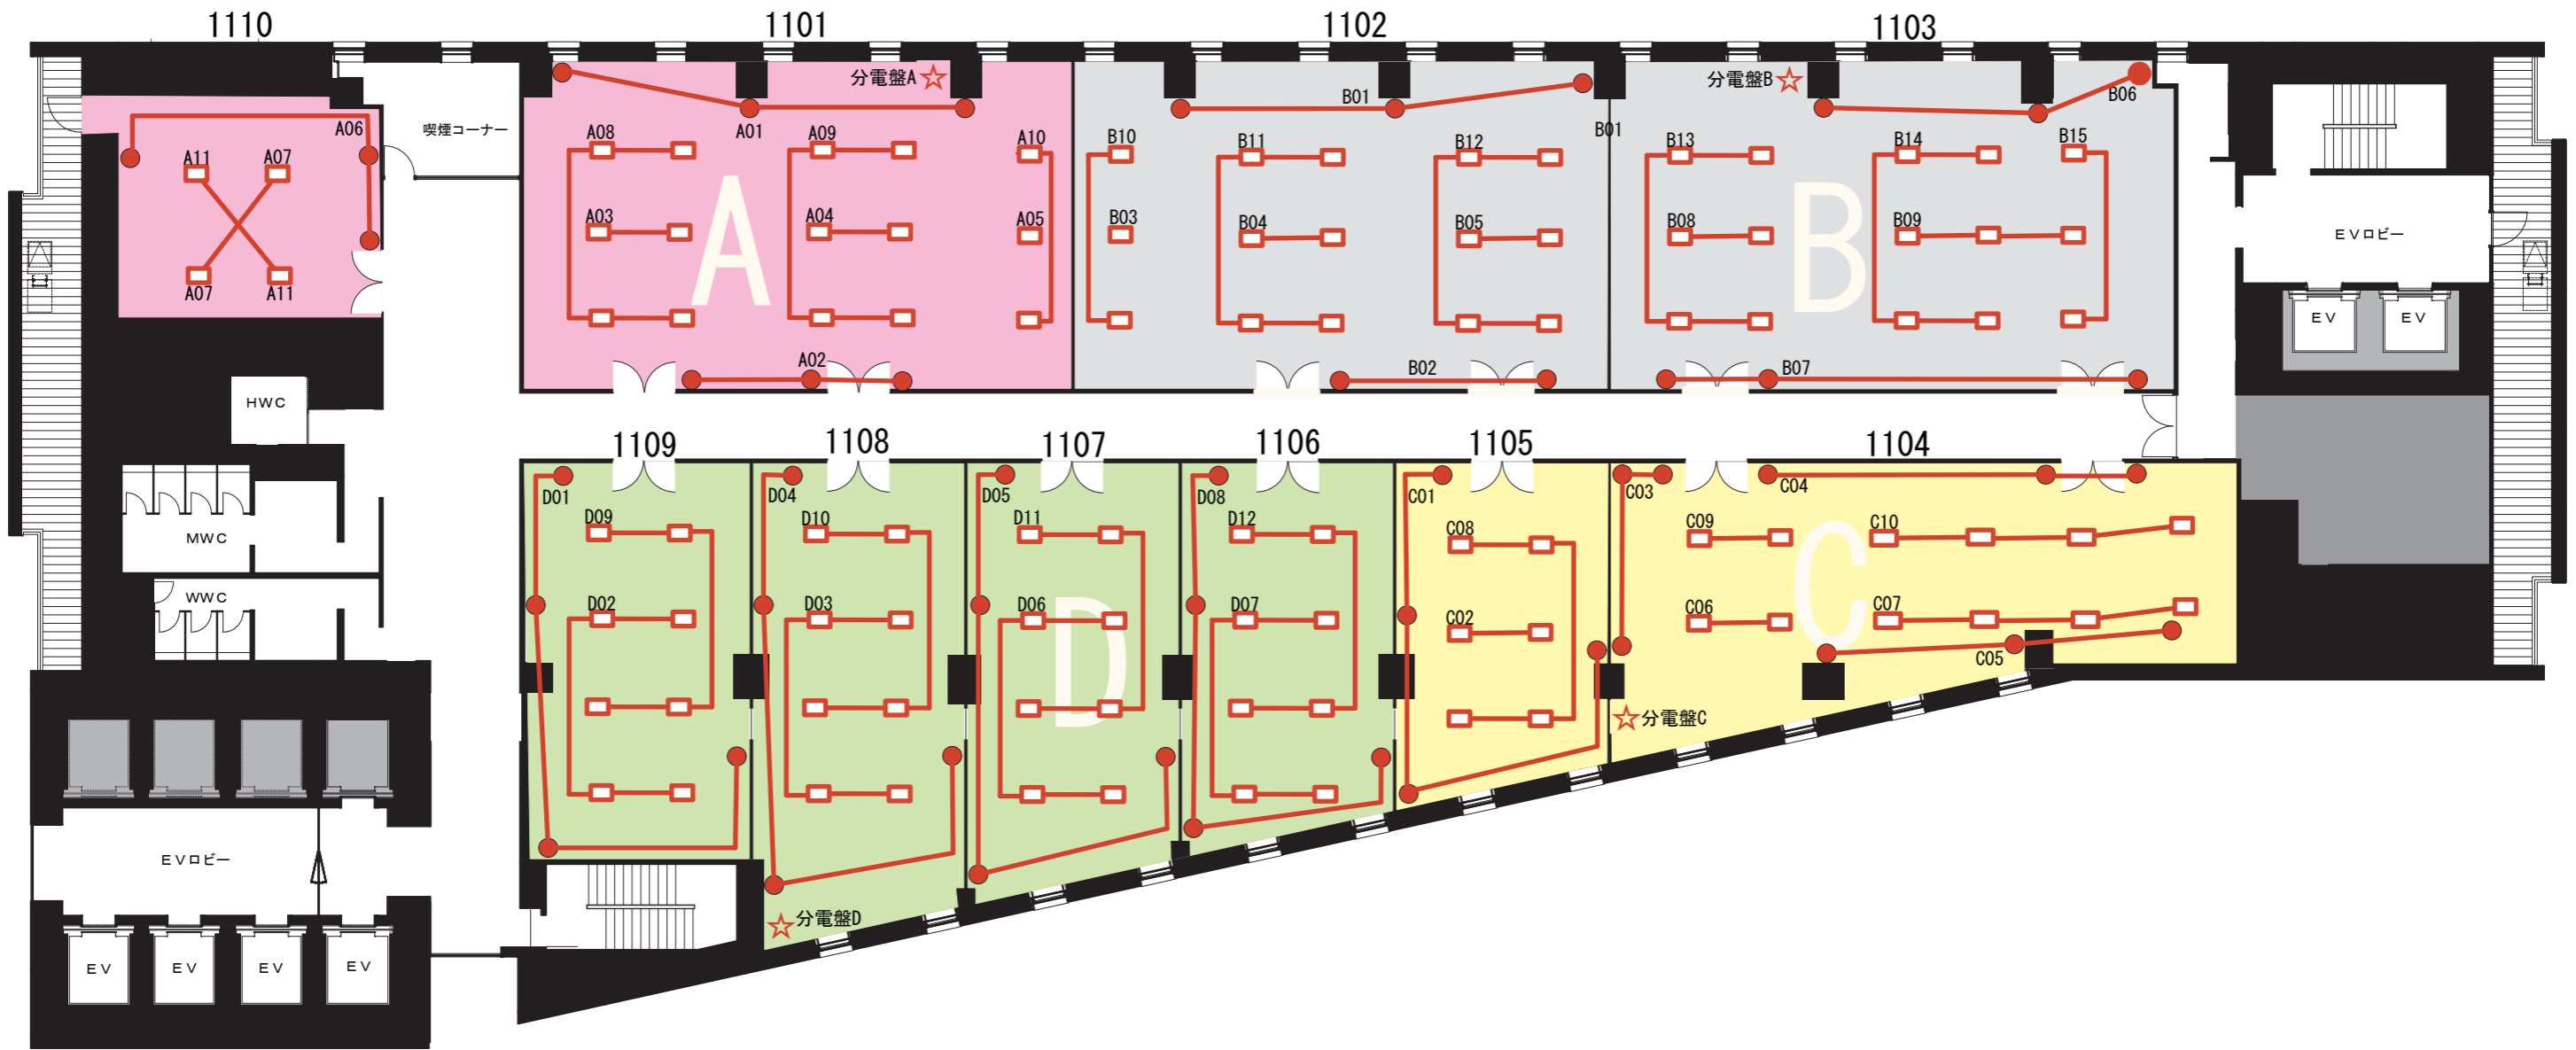 1110
1101
1102
1103
分電盤A
分電盤B
A06
喫煙コーナー
A01
B01
B01
B06
A11
A07
A08
A09
A10
B10
B11
B12
B13
B14
B15
A
B
A03
A04
A05
B03
B04
B05
B08
B09
EVロビー
A07
A11
EV
EV
A02
B02
B07
HWC
1109
1108
1107
1106
1105
1104
D01
D04
D05
D08
C01
C03
C04
D09
D10
D11
D12
C08
C09
C10
MWC
WWC
D02
D03
D06
D07
C02
C06
C07
D
C
C05
分電盤C
EVロビー
分電盤D
EV
EV
EV
EV